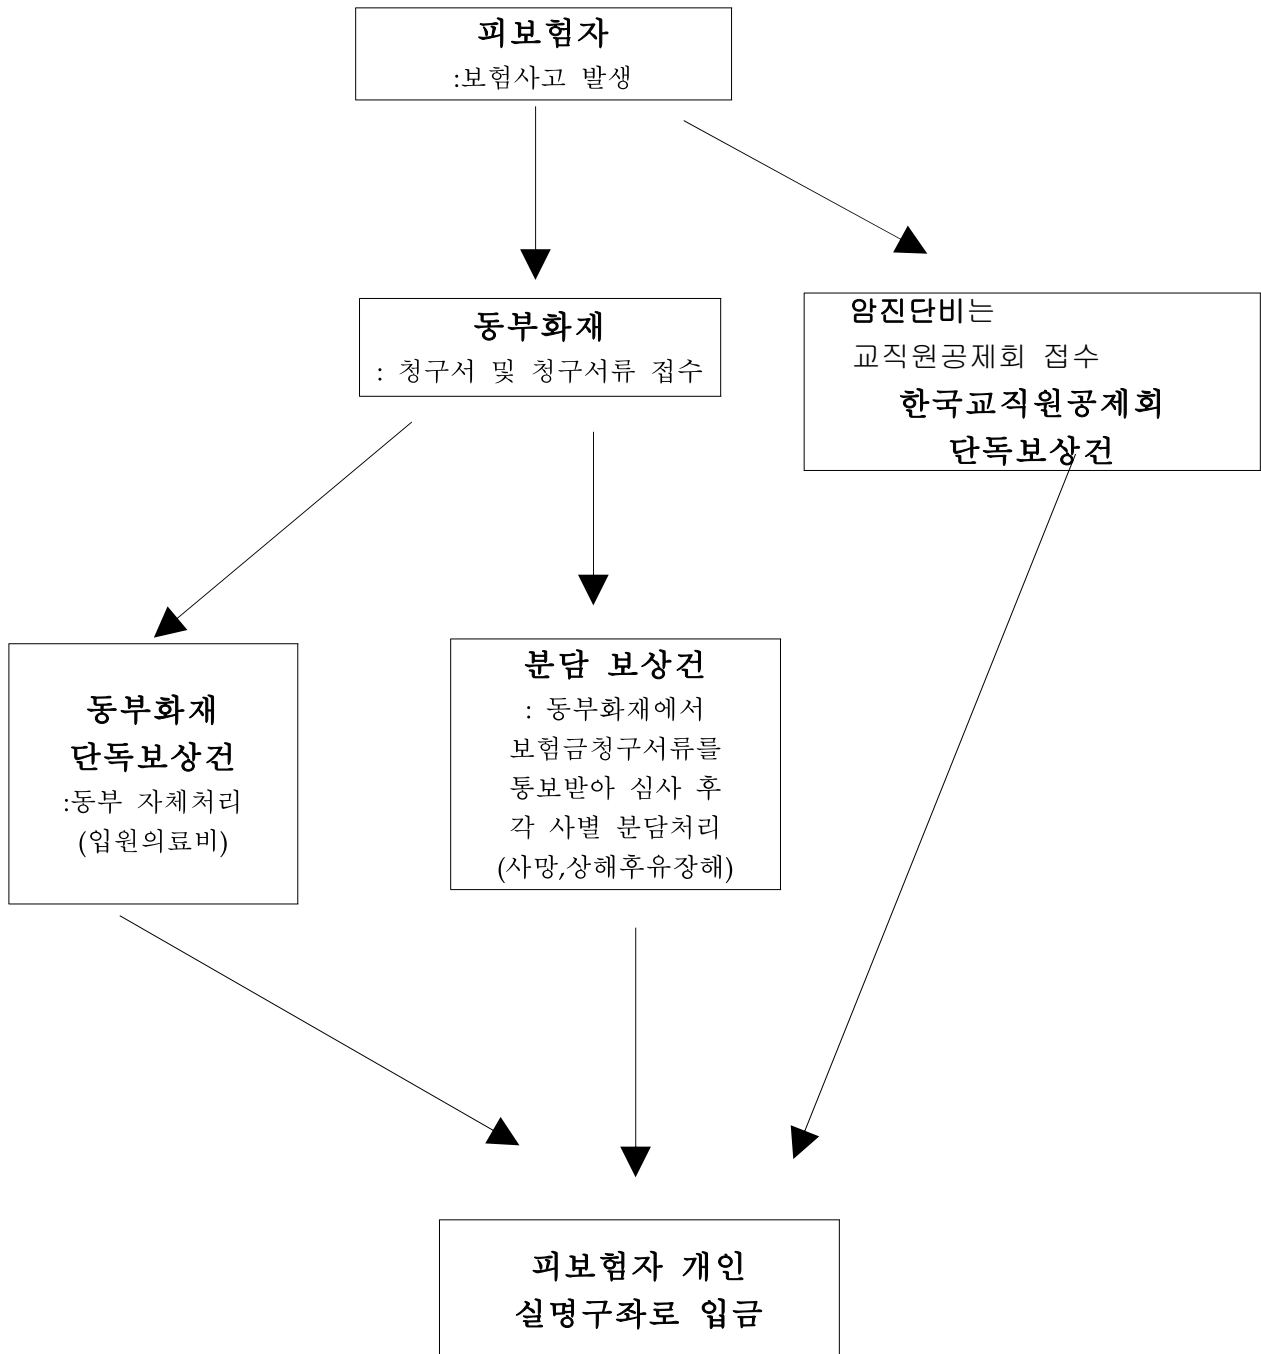 피보험자
:보험사고 발생
동부화재
: 청구서 및 청구서류 접수
암진단비는
교직원공제회 접수
한국교직원공제회
단독보상건
동부화재
단독보상건
:동부 자체처리
(입원의료비)
분담 보상건
: 동부화재에서
보험금청구서류를
통보받아 심사 후
각 사별 분담처리
(사망,상해후유장해)
피보험자 개인
실명구좌로 입금